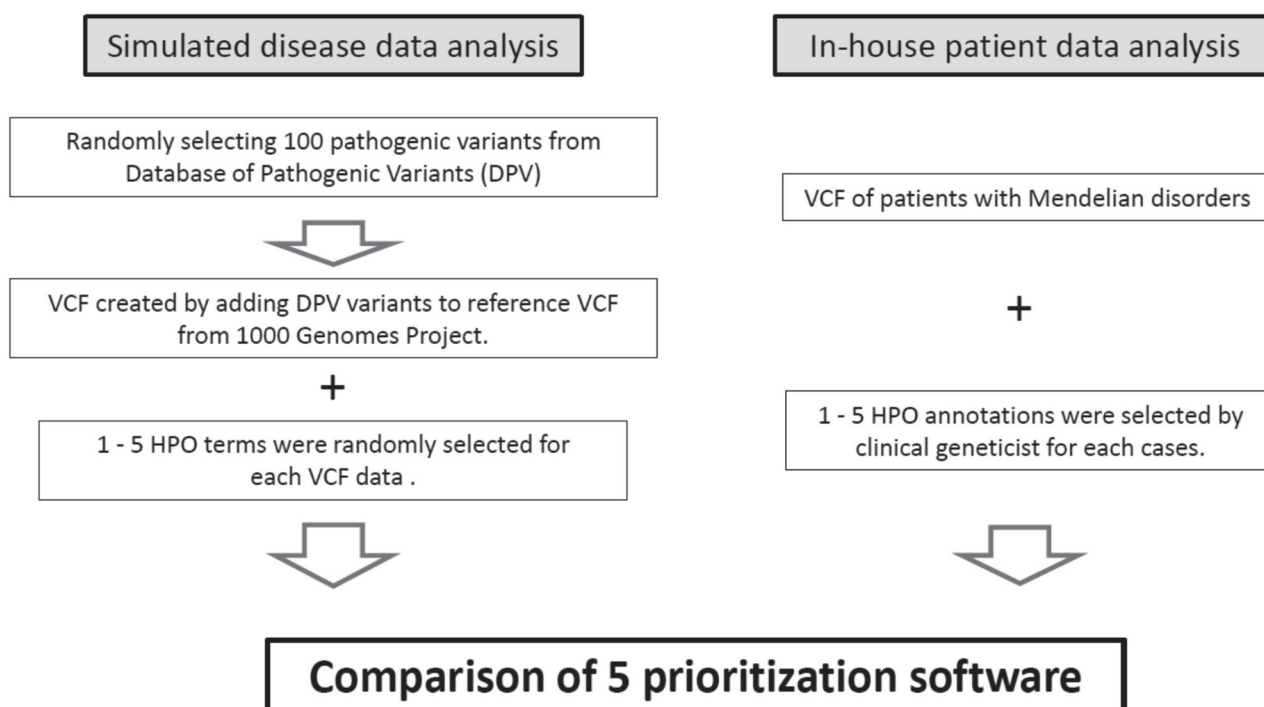 Simulated disease data analysis
Randomly selecting 100 pathogenic variants from
Database of Pathogenic Variants (DPV)
VCF created by adding DPV variants to reference VCF
from 1000 Genomes Project.
+
1 - 5 HPO terms were randomly selected for
each VCF data .
In-house patient data analysis
VCF of patients with Mendelian disorders
+
1 - 5 HPO annotations were selected by
clinical geneticist for each cases.
Comparison of 5 prioritization software